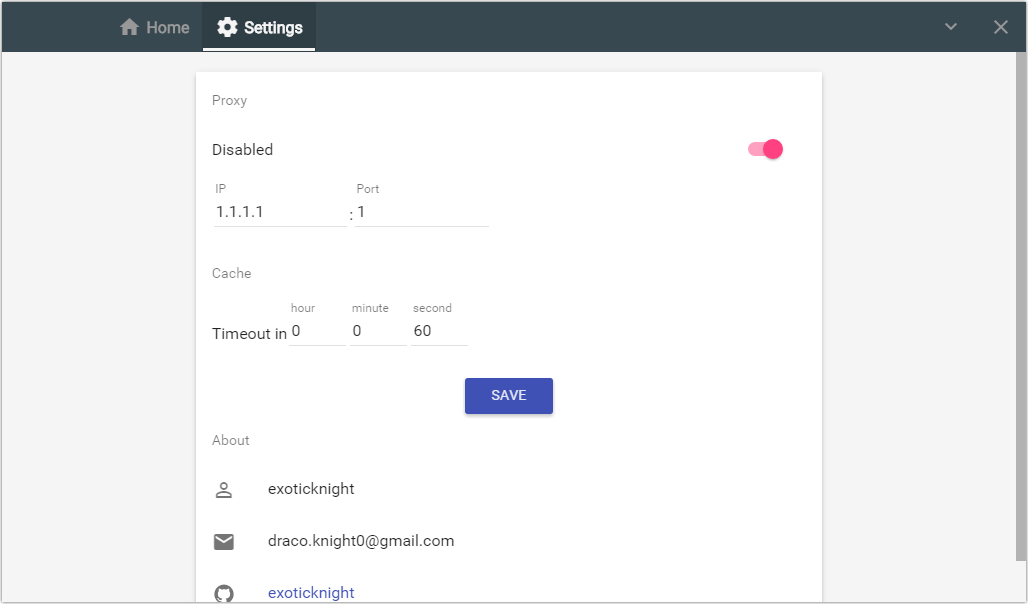 Home Settings
Proxy
Disabled
IP Port
1.1.1.1 : 1
Cache
hour minute second
Timeout in 0 0 60
SAVE
About
exoticknight
draco.knight0@gmail.com
exoticknight